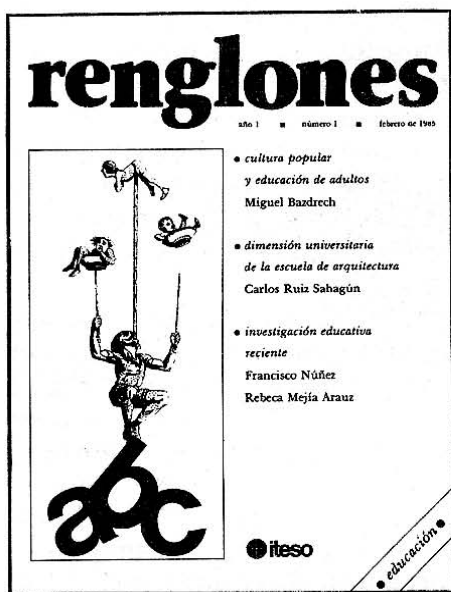 renglones
año 1 ■ número 1 ■ febrero de 1985
• cultura popular
y educación de adultos
Miguel Bazdrech
• dimensión universitaria
de la escuela de arquitectura
Carlos Ruiz Sahagún
• investigación educativa
reciente
Francisco Núñez
Rebeca Mejía Arauz
abc
iteso
• educación •